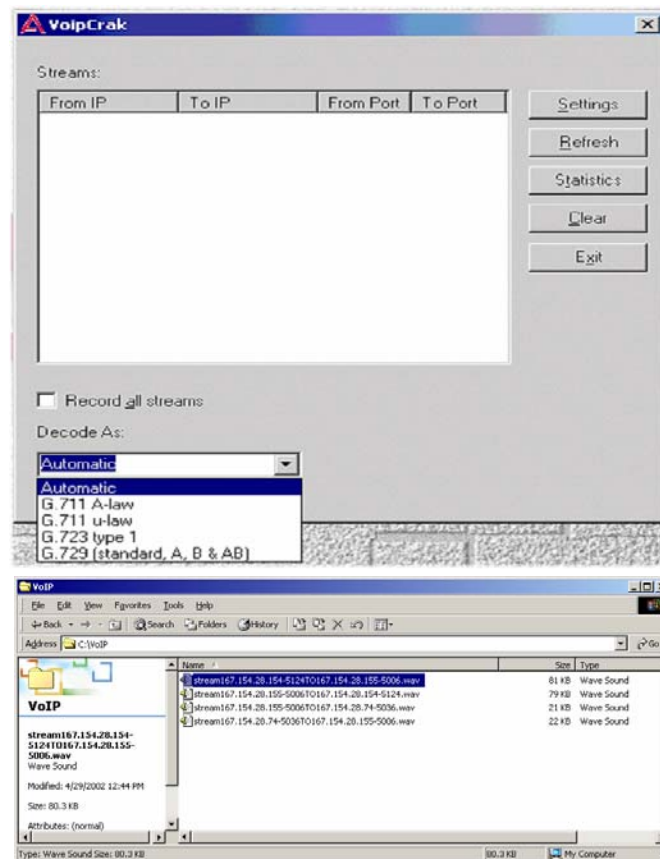 VoipCrak
Streams:
From IP To IP From Port To Port
Settings
Refresh
Statistics
Clear
Exit
Record all streams
Decode As:
Automatic
Automatic
G.711 A-law
G.711 u-law
G.723 type 1
G.729 (standard, A, B & AB)
VoIP
File Edit View Favorites Tools Help
Back Search Folders History
Address C:\VoIP Go
Name Size Type
stream167.154.28.154-5124TO167.154.28.155-5006.wav 81 KB Wave Sound
stream167.154.28.155-5006TO167.154.28.154-5124.wav 79 KB Wave Sound
stream167.154.28.155-5006TO167.154.28.74-5036.wav 21 KB Wave Sound
stream167.154.28.74-5036TO167.154.28.155-5006.wav 22 KB Wave Sound
VoIP
stream167.154.28.154-
5124TO167.154.28.155-
5006.wav
Wave Sound
Modified: 4/29/2002 12:44 PM
Size: 80.3 KB
Attributes: (normal)
Type: Wave Sound Size: 80.3 KB 80.3 KB My Computer